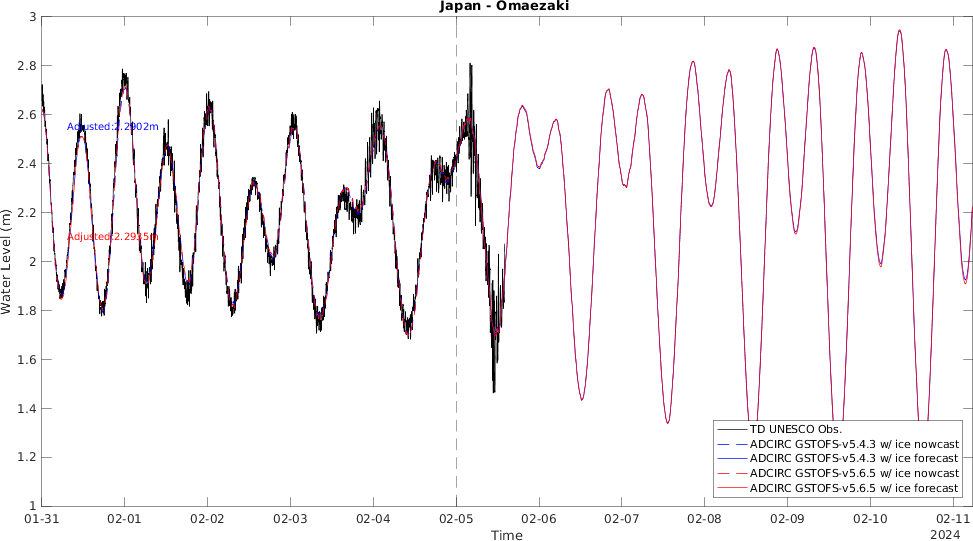 Japan - Omaezaki
3
2.8
2.6
2.4
2.2
2
1.8
1.6
1.4
1.2
1
Water Level (m)
Adjusted:2.2902m
Adjusted:2.2935m
TD UNESCO Obs.
ADCIRC GSTOFS-v5.4.3 w/ ice nowcast
ADCIRC GSTOFS-v5.4.3 w/ ice forecast
ADCIRC GSTOFS-v5.6.5 w/ ice nowcast
ADCIRC GSTOFS-v5.6.5 w/ ice forecast
01-31 02-01 02-02 02-03 02-04 02-05 02-06 02-07 02-08 02-09 02-10 02-11
Time
2024